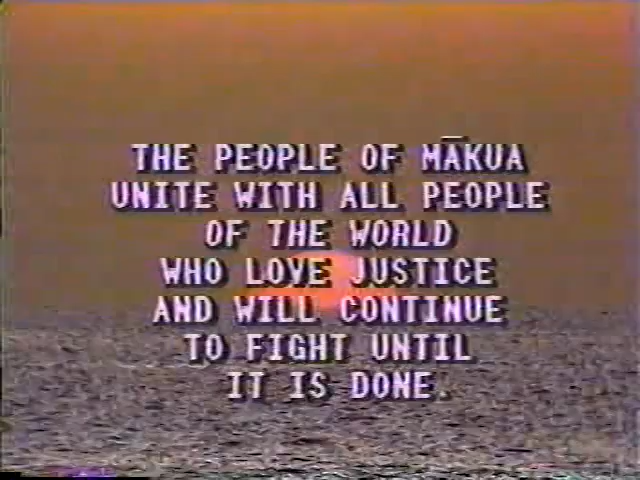 THE PEOPLE OF MĀKUA
UNITE WITH ALL PEOPLE
OF THE WORLD
WHO LOVE JUSTICE
AND WILL CONTINUE
TO FIGHT UNTIL
IT IS DONE.